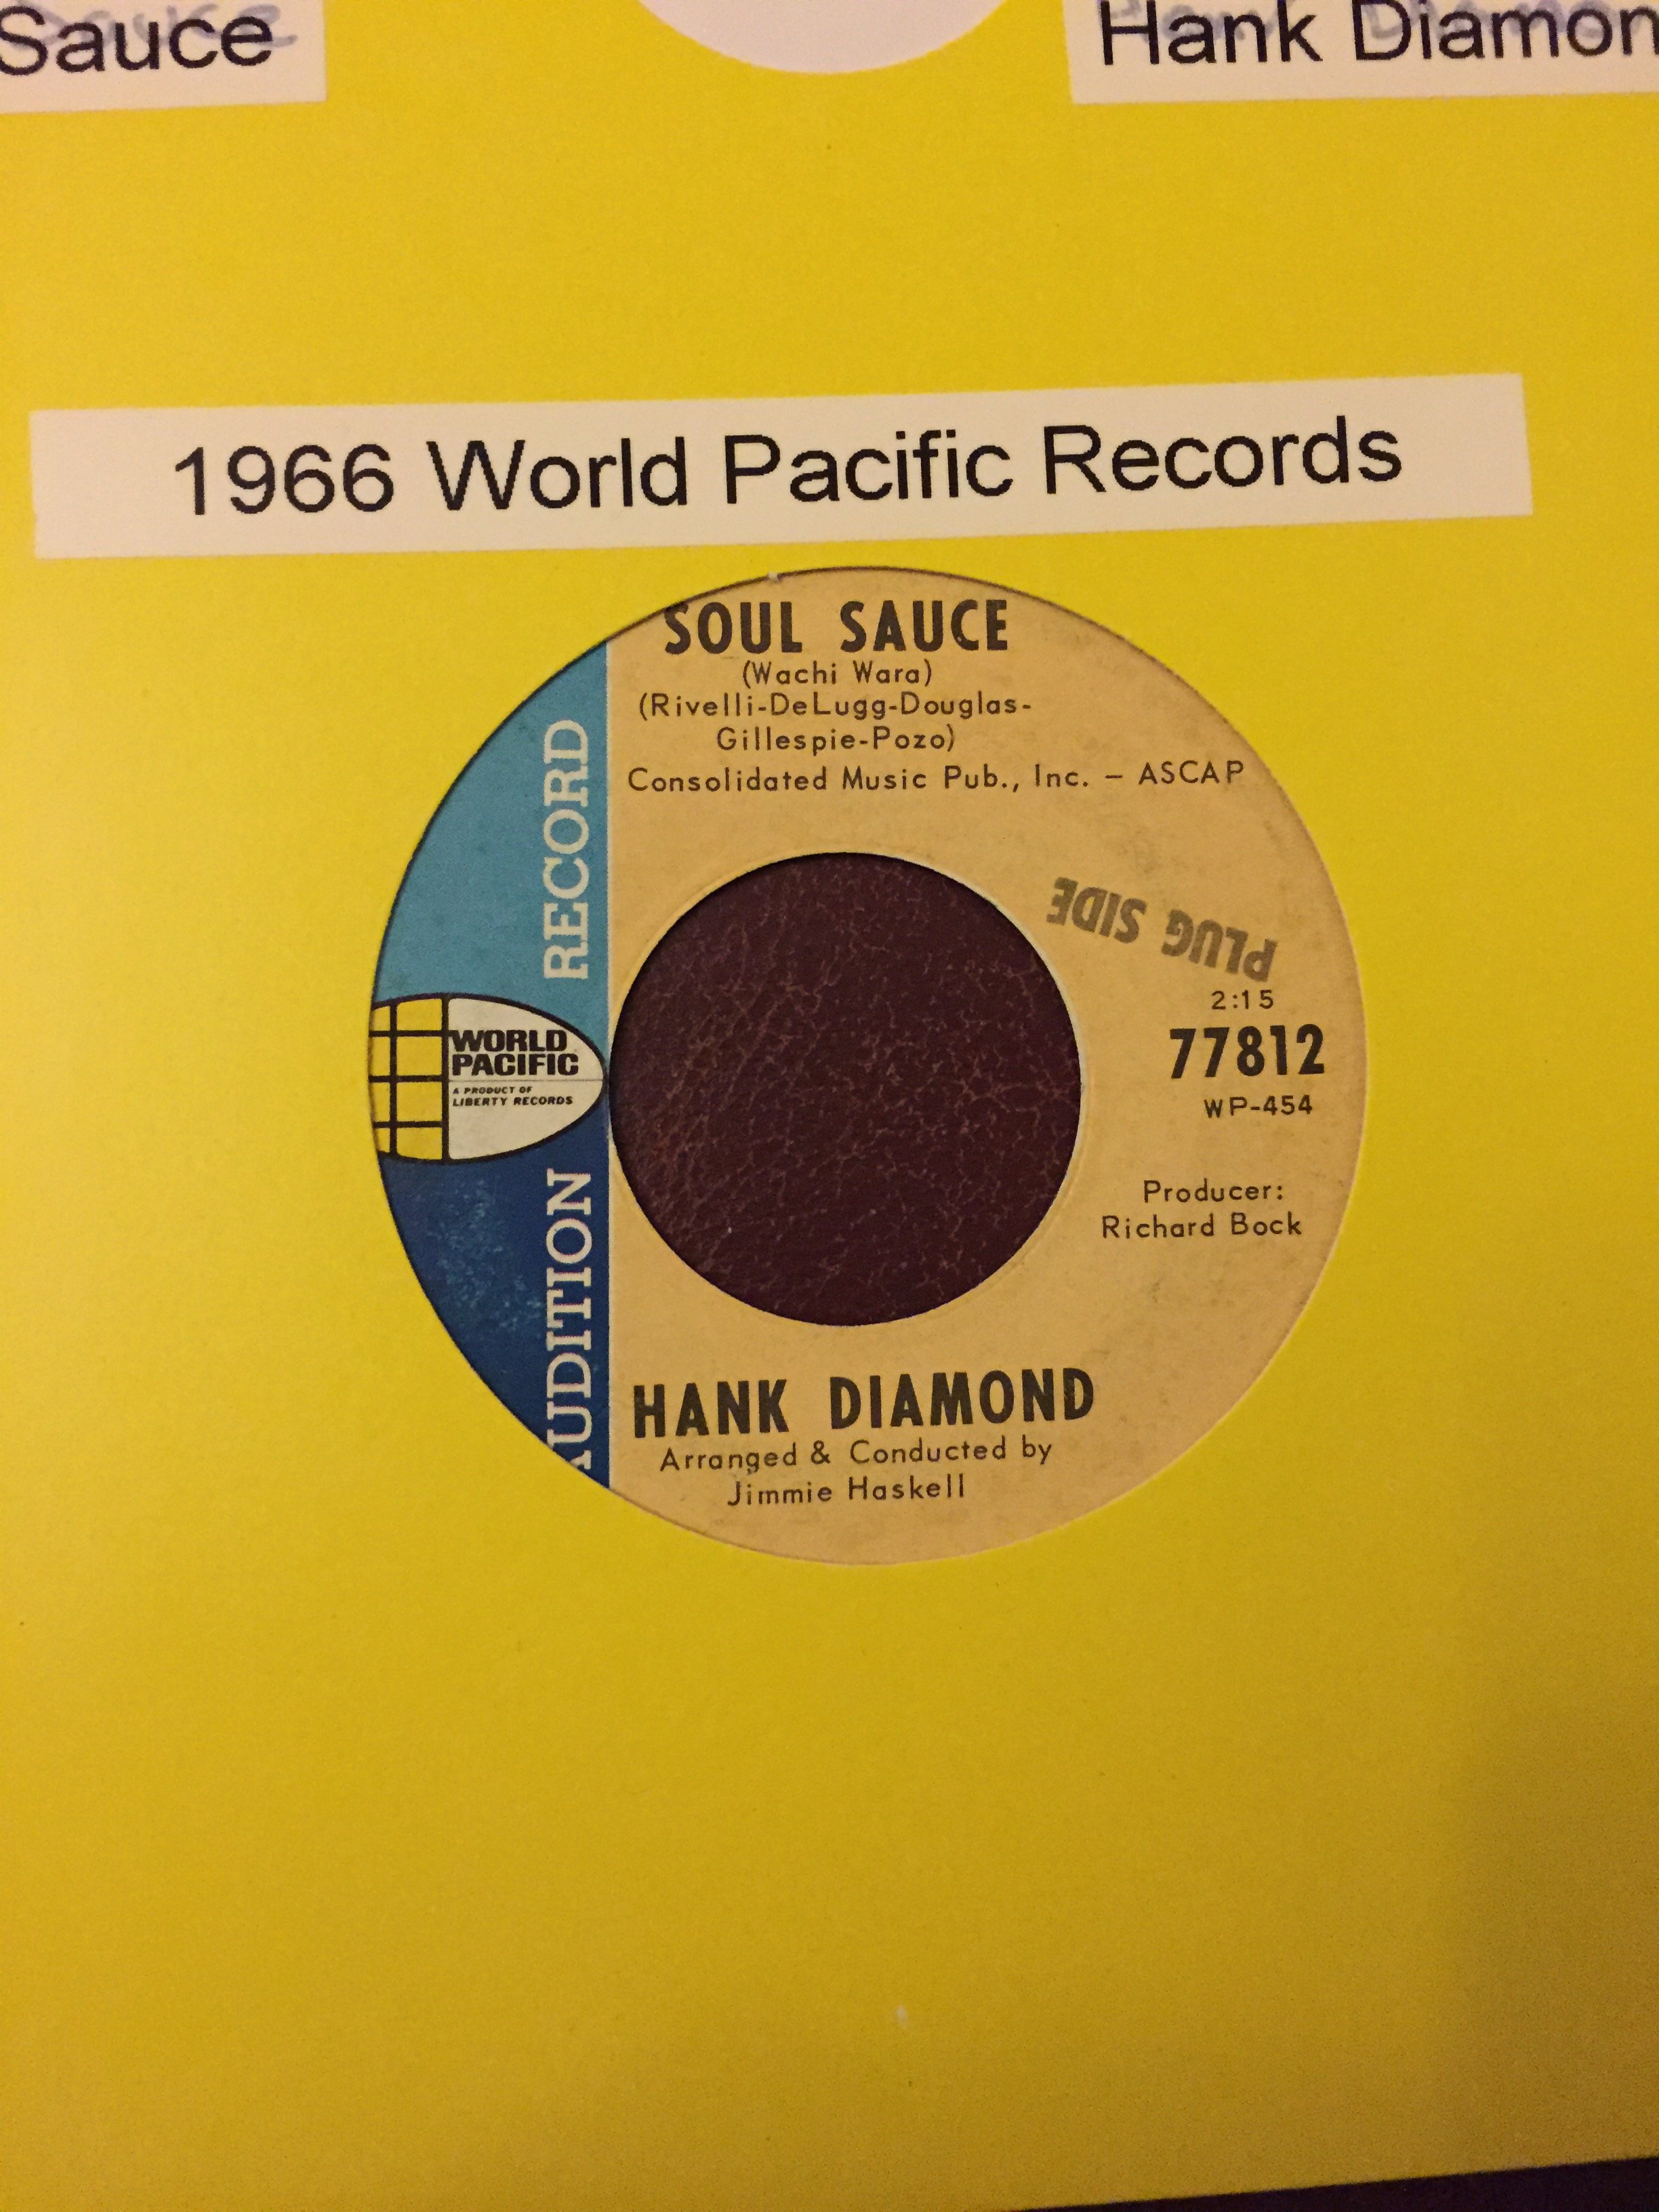 Sauce
Hank Diamon
1966 World Pacific Records
SOUL SAUCE
(Wachi Wara)
(Rivelli-DeLugg-Douglas-
Gillespie-Pozo)
Consolidated Music Pub., Inc. – ASCAP
RECORD
PLUG SIDE
2:15
77812
WP-454
WORLD
PACIFIC
A PRODUCT OF
LIBERTY RECORDS
Producer:
Richard Bock
AUDITION
HANK DIAMOND
Arranged & Conducted by
Jimmie Haskell